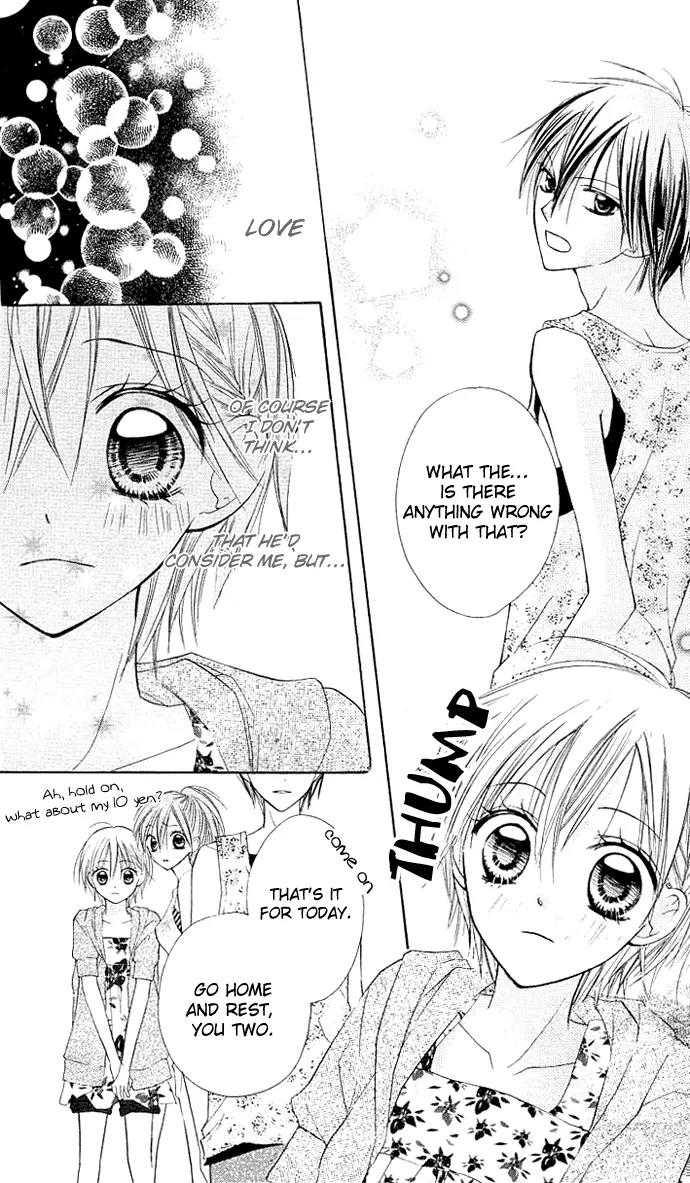 WHAT THE...
IS THERE
ANYTHING WRONG
WITH THAT?
THUMP
LOVE
OF COURSE
I DON'T
THINK...
THAT HE'D
CONSIDER ME, BUT...
Ah, hold on,
what about my 10 yen?
come on
THAT'S IT
FOR TODAY.
GO HOME
AND REST,
YOU TWO.